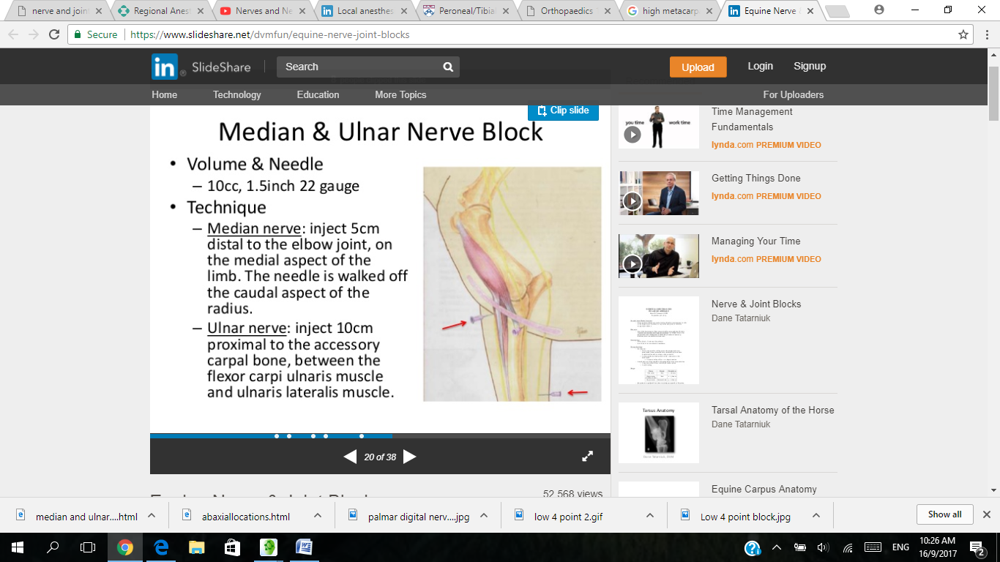 nerve and join
Regional Anest
Nerves and Ne
Local anesthes
Peroneal/Tibia
Orthopaedics
high metacarp
Equine Nerve
Secure
https://www.slideshare.net/dvmfun/equine-nerve-joint-blocks
in SlideShare
Search
Upload
Login
Signup
Home
Technology
Education
More Topics
For Uploaders
Clip slide
Median & Ulnar Nerve Block
• Volume & Needle
– 10cc, 1.5inch 22 gauge
• Technique
– Median nerve: inject 5cm
distal to the elbow joint, on
the medial aspect of the
limb. The needle is walked off
the caudal aspect of the
radius.
– Ulnar nerve: inject 10cm
proximal to the accessory
carpal bone, between the
flexor carpi ulnaris muscle
and ulnaris lateralis muscle.
20 of 38
52,568 views
you time
work time
Time Management
Fundamentals
lynda.com PREMIUM VIDEO
Getting Things Done
lynda.com PREMIUM VIDEO
Managing Your Time
lynda.com PREMIUM VIDEO
Nerve & Joint Blocks
Dane Tatarniuk
Tarsus Anatomy
Tarsal Anatomy of the Horse
Dane Tatarniuk
Equine Carpus Anatomy
median and ulnar....html
abaxiallocations.html
palmar digital nerv....jpg
low 4 point 2.gif
Low 4 point block.jpg
Show all
ENG
10:26 AM
16/9/2017
2